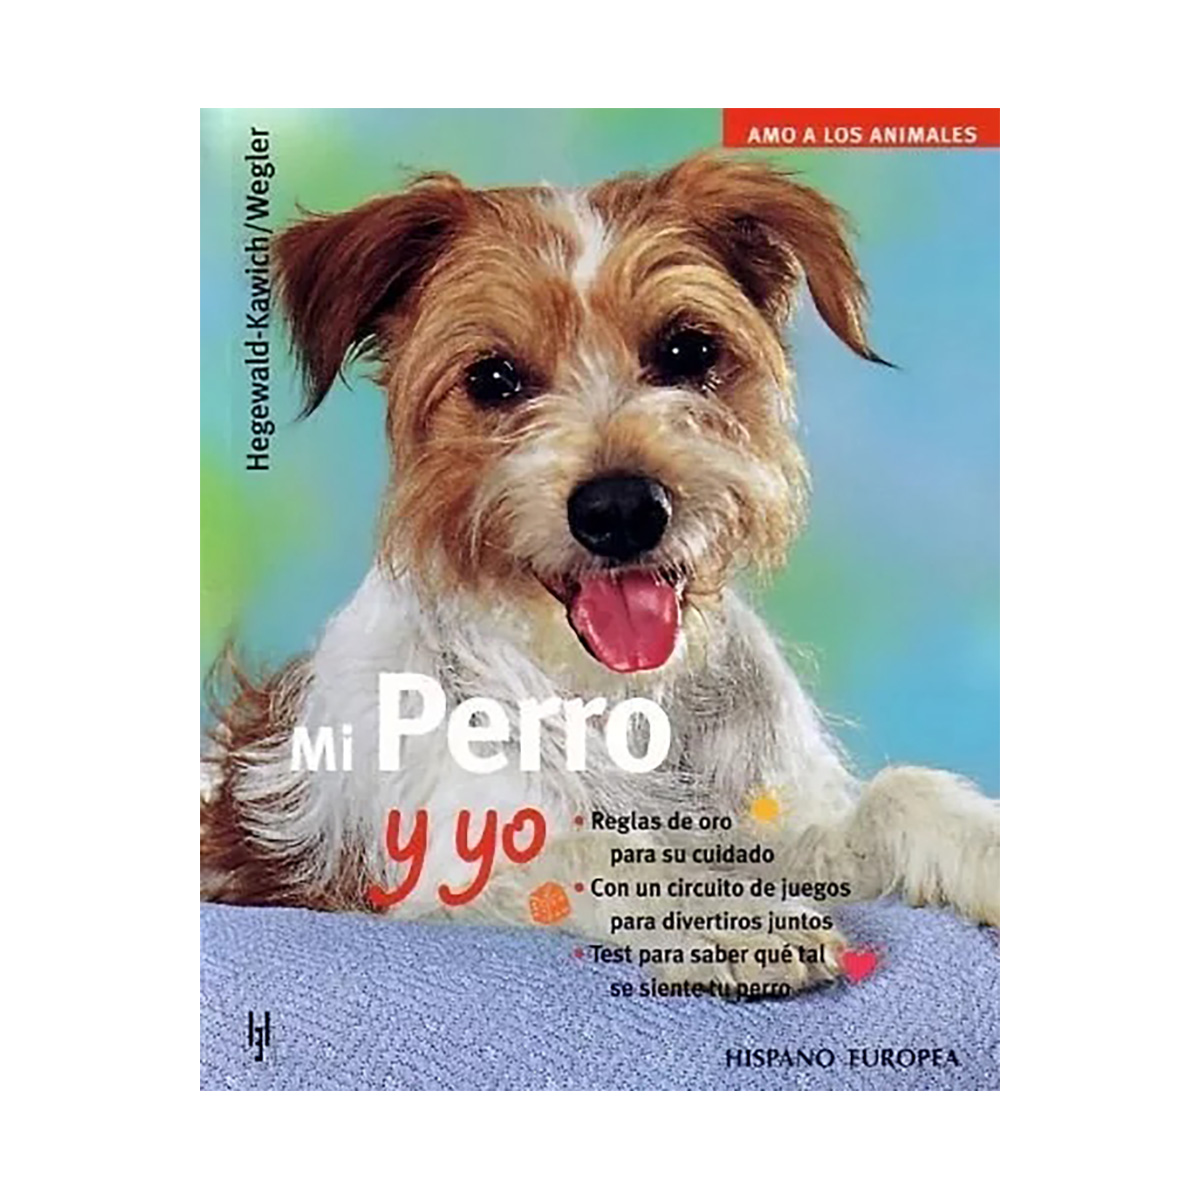 AMO A LOS ANIMALES
Hegewald-Kawich/Wegler
Mi Perro
y yo
• Reglas de oro
para su cuidado
• Con un circuito de juegos
para divertiros juntos
• Test para saber qué tal
se siente tu perro
HISPANO EUROPEA